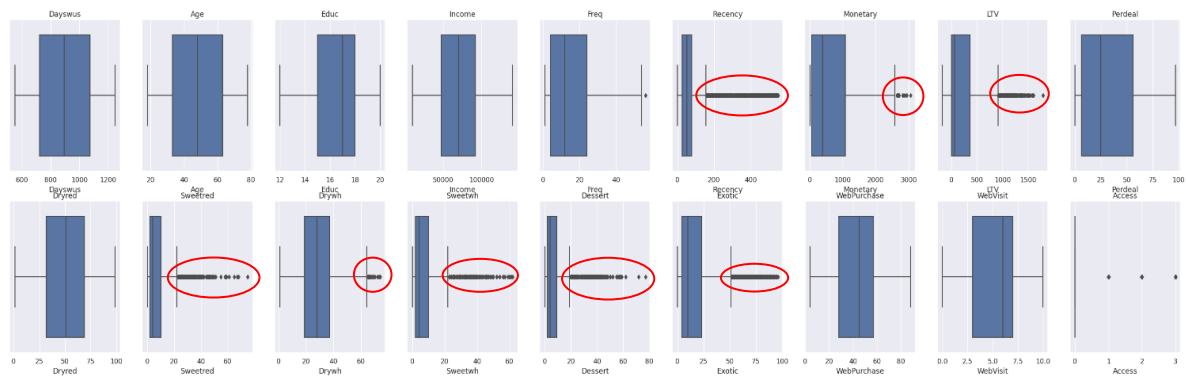 Dayswus Age Educ Income Freq Recency Monetary LTV Perdeal
600 800 1000 1200 20 40 60 80 12 14 16 18 20 50000 100000 0 20 40 0 200 400 600 0 1000 2000 3000 0 500 1000 1500 0 25 50 75 100
Dayswus Age Educ Income Freq Recency Monetary LTV Perdeal
Dryred Sweetred Drywh Sweetwh Dessert Exotic WebPurchase WebVisit Access
0 25 50 75 100 0 20 40 60 0 20 40 60 0 20 40 60 0 20 40 60 80 0 25 50 75 100 20 40 60 80 0.0 2.5 5.0 7.5 10.0 0 1 2 3
Dryred Sweetred Drywh Sweetwh Dessert Exotic WebPurchase WebVisit Access